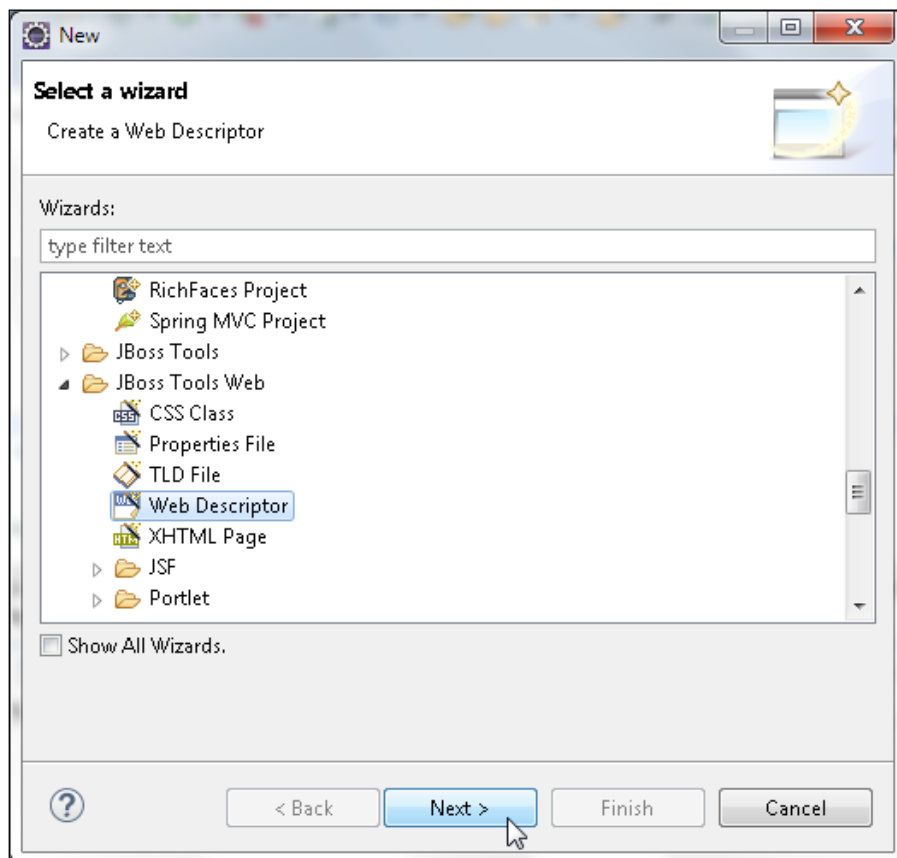 New
Select a wizard
Create a Web Descriptor
Wizards:
type filter text
RichFaces Project
Spring MVC Project
JBoss Tools
JBoss Tools Web
CSS Class
Properties File
TLD File
Web Descriptor
XHTML Page
JSF
Portlet
Show All Wizards.
? < Back Next > Finish Cancel